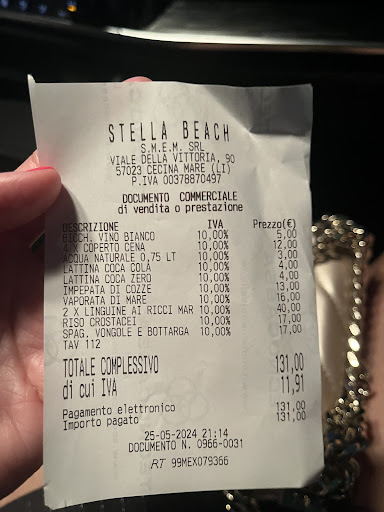 STELLA BEACH
S.M.E.M. SRL
VIALE DELLA VITTORIA, 90
57023 CECINA MARE (LI)
P.IVA 00378870497
DOCUMENTO COMMERCIALE
di vendita o prestazione
DESCRIZIONE IVA Prezzo(€)
BICCH. VINO BIANCO 10,00% 5,00
4 X COPERTO CENA 10,00% 12,00
ACQUA NATURALE 0,75 LT 10,00% 3,00
LATTINA COCA COLA 10,00% 4,00
LATTINA COCA ZERO 10,00% 4,00
IMPEPATA DI COZZE 10,00% 13,00
VAPORATA DI MARE 10,00% 16,00
2 X LINGUINE AI RICCI MAR 10,00% 40,00
RISO CROSTACEI 10,00% 17,00
SPAG. VONGOLE E BOTTARGA 10,00% 17,00
TAV 112
TOTALE COMPLESSIVO 131,00
di cui IVA 11,91
Pagamento elettronico 131,00
Importo pagato 131,00
25-05-2024 21:14
DOCUMENTO N. 0966-0031
RT 99MEX079366